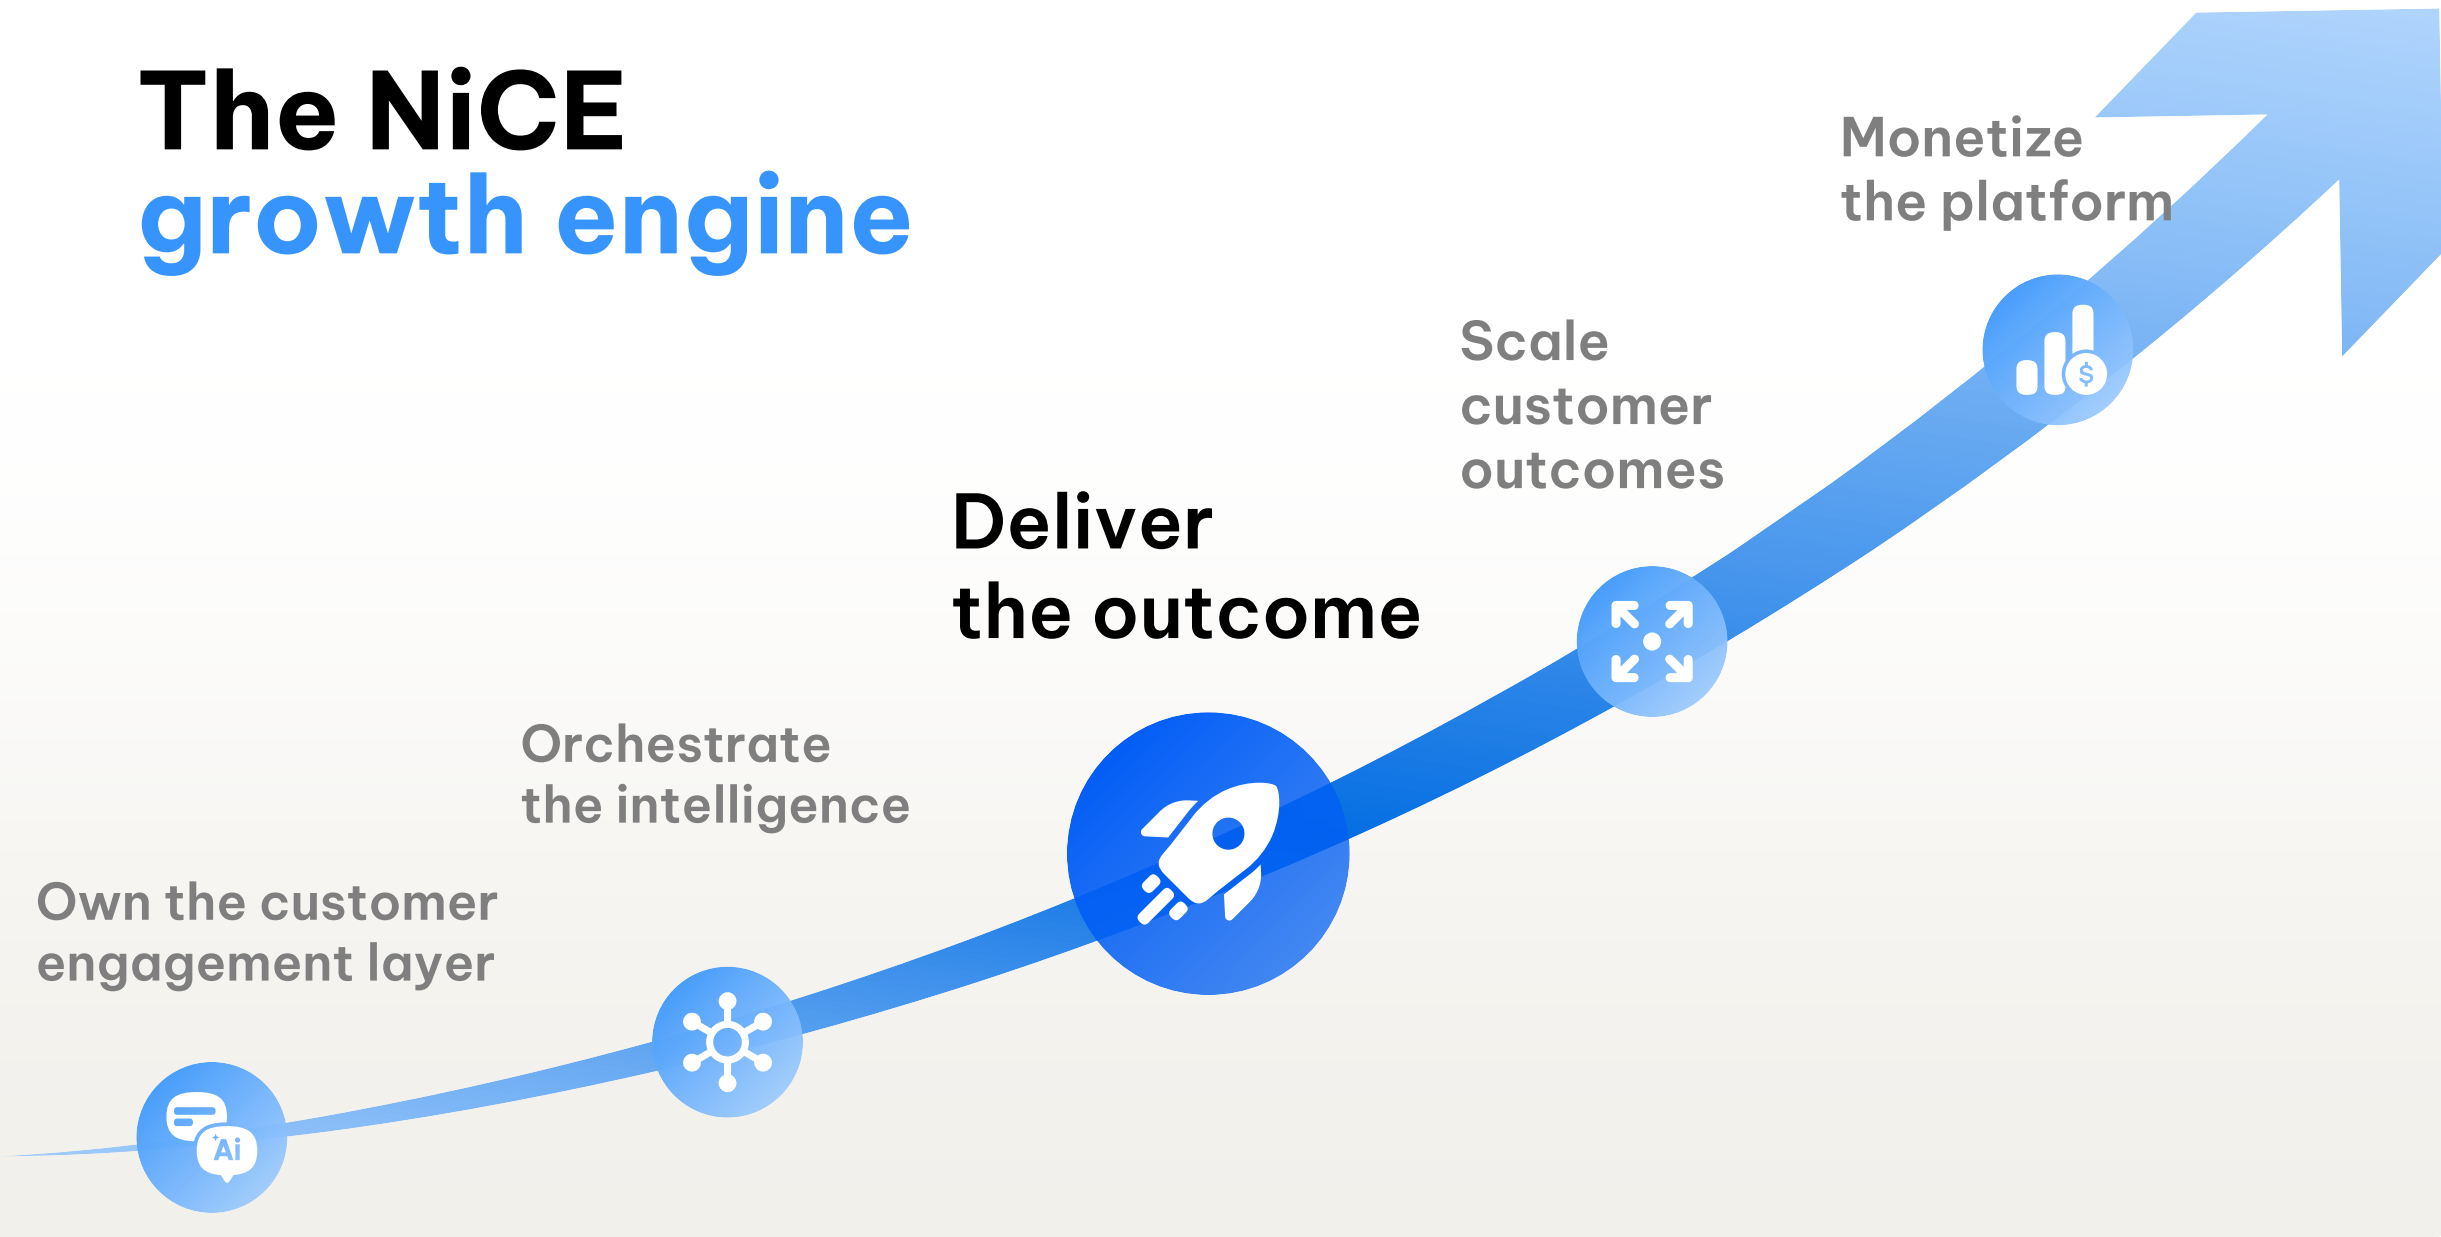 The NiCE
growth engine
Own the customer
engagement layer
Orchestrate
the intelligence
Deliver
the outcome
Scale
customer
outcomes
Monetize
the platform
Ai
$